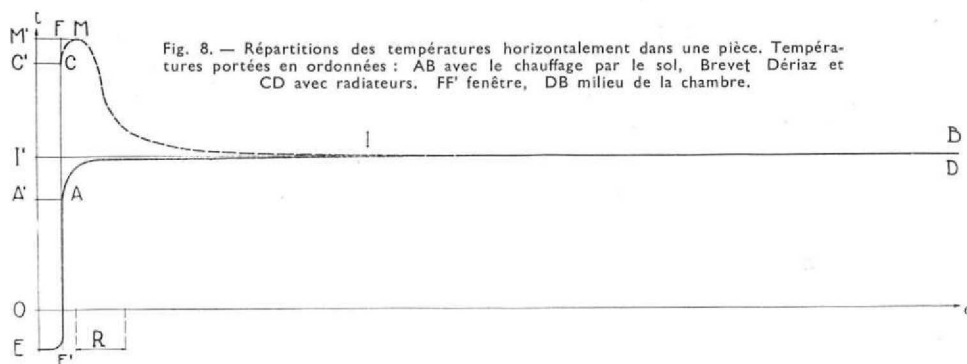 t
F M
M'
C' C
Fig. 8. — Répartitions des températures horizontalement dans une pièce. Tempéra-
tures portées en ordonnées : AB avec le chauffage par le sol, Brevet Dériaz et
CD avec radiateurs. FF' fenêtre, DB milieu de la chambre.
I B
I' D
A' A
O
E R
F'